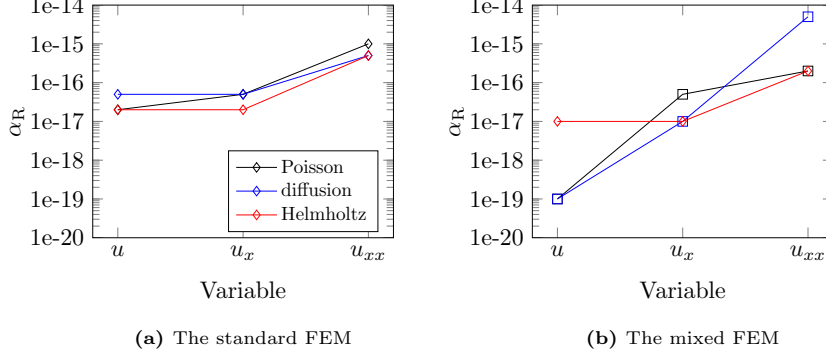 1e-14
1e-15
1e-16
1e-17
1e-18
1e-19
1e-20
αR
u
ux
uxx
Variable
Poisson
diffusion
Helmholtz
(a) The standard FEM
1e-14
1e-15
1e-16
1e-17
1e-18
1e-19
1e-20
αR
u
ux
uxx
Variable
(b) The mixed FEM